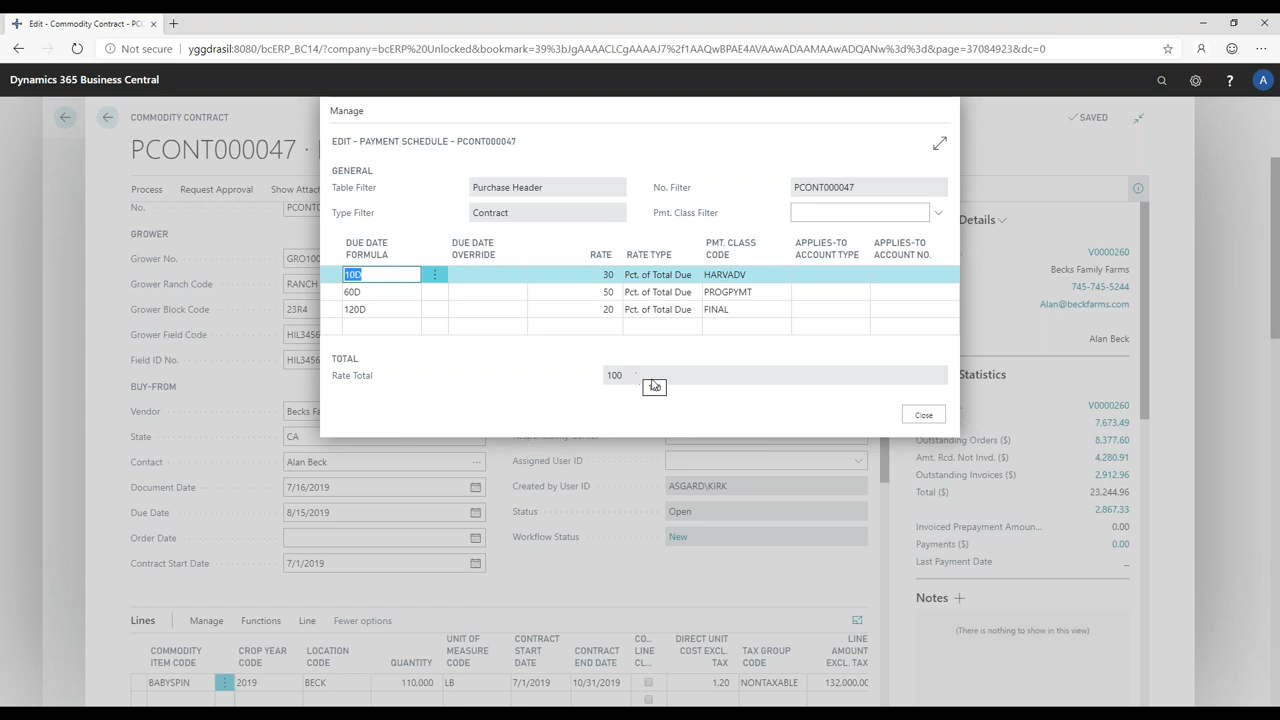 Edit - Commodity Contract - PC
Not secure yggdrasil:8080/bcERP_BC14/?company=bcERP%20Unlocked&bookmark=39%3bJgAAAACLCgAAAAJ7%2f1AAQwBPAE4AVAAwADAAMAAwADQANw%3d%3d&page=37084923&dc=0
Dynamics 365 Business Central
?
A
COMMODITY CONTRACT
SAVED
PCONT000047 ·
Process Request Approval Show Attac
No. PCONT
GROWER
Grower No. GRO100
Grower Ranch Code RANCH
Grower Block Code 23R4
Grower Field Code HIL3456
Field ID No. HIL3456
BUY-FROM
Vendor Becks Fa
State CA
Contact Alan Beck
Document Date 7/16/2019
Due Date 8/15/2019
Order Date
Contract Start Date 7/1/2019
Manage
EDIT - PAYMENT SCHEDULE - PCONT000047
GENERAL
Table Filter Purchase Header No. Filter PCONT000047
Type Filter Contract Pmt. Class Filter
DUE DATE FORMULA DUE DATE OVERRIDE RATE RATE TYPE PMT. CLASS CODE APPLIES-TO ACCOUNT TYPE APPLIES-TO ACCOUNT NO.
10D 30 Pct. of Total Due HARVADV
60D 50 Pct. of Total Due PROGPYMT
120D 20 Pct. of Total Due FINAL
TOTAL
Rate Total 100
Close
Assigned User ID
Created by User ID ASGARD\KIRK
Status Open
Workflow Status New
Details
V0000260
Becks Family Farms
745-745-5244
Alan@beckfarms.com
Alan Beck
Statistics
V0000260
7,673.49
Outstanding Orders ($) 8,377.60
Amt. Rcd. Not Invd. ($) 4,280.91
Outstanding Invoices ($) 2,912.96
Total ($) 23,244.96
2,867.33
Invoiced Prepayment Amoun... 0.00
Payments ($) 0.00
Last Payment Date _
Notes
(There is nothing to show in this view)
Lines Manage Functions Line Fewer options
COMMODITY ITEM CODE CROP YEAR CODE LOCATION CODE QUANTITY UNIT OF MEASURE CODE CONTRACT START DATE CONTRACT END DATE CO... LINE CL... DIRECT UNIT COST EXCL. TAX TAX GROUP CODE LINE AMOUNT EXCL. TAX
BABYSPIN 2019 BECK 110,000 LB 7/1/2019 10/31/2019 1.20 NONTAXABLE 132,000.00